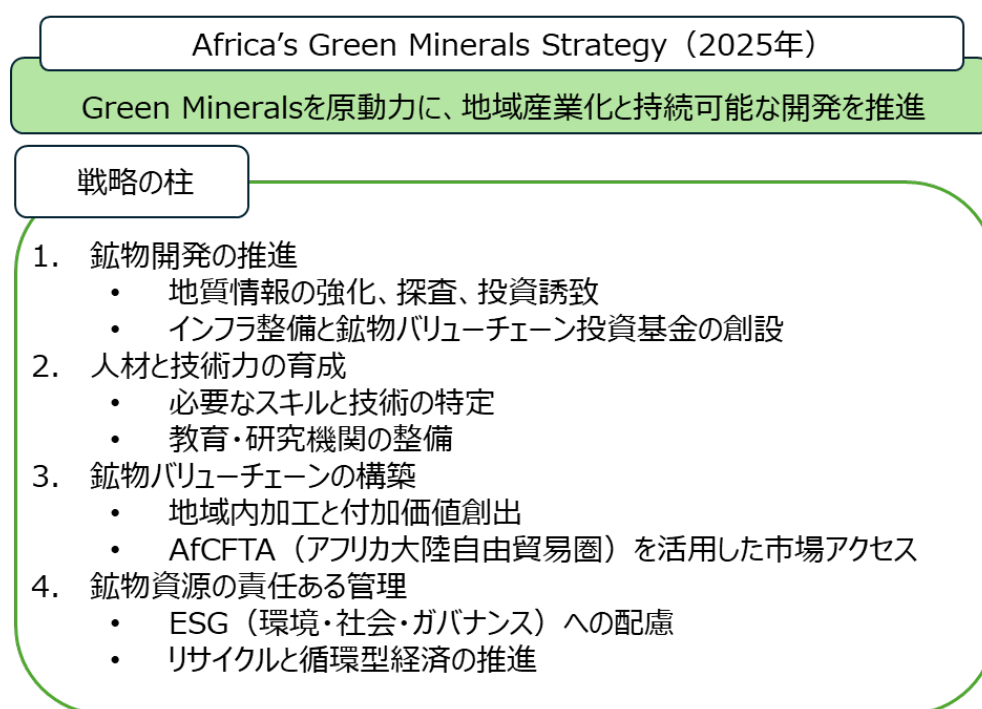 Africa’s Green Minerals Strategy（2025年）
Green Mineralsを原動力に、地域産業化と持続可能な開発を推進
戦略の柱
1. 鉱物開発の推進
• 地質情報の強化、探査、投資誘致
• インフラ整備と鉱物バリューチェーン投資基金の創設
2. 人材と技術力の育成
• 必要なスキルと技術の特定
• 教育・研究機関の整備
3. 鉱物バリューチェーンの構築
• 地域内加工と付加価値創出
• AfCFTA（アフリカ大陸自由貿易圏）を活用した市場アクセス
4. 鉱物資源の責任ある管理
• ESG（環境・社会・ガバナンス）への配慮
• リサイクルと循環型経済の推進